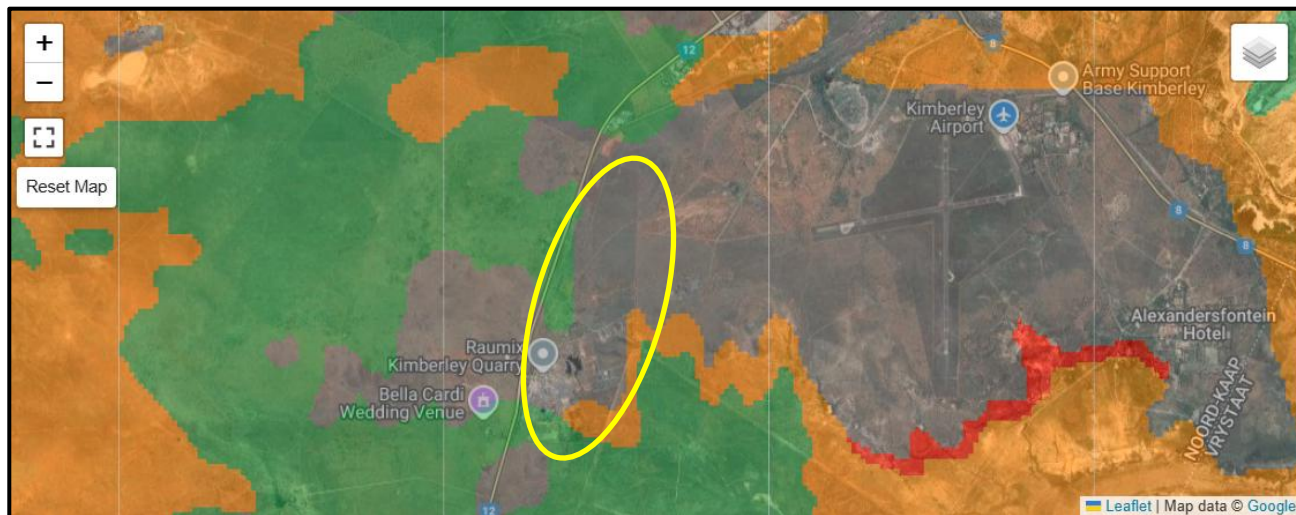 +
−
Reset Map
12
8
Army Support
Base Kimberley
Kimberley
Airport
8
8
Raumix
Kimberley Quarry
Bella Cardi
Wedding Venue
Alexandersfontein
Hotel
NOORD-KAAP
VRYSTAAT
12
Leaflet | Map data © Google